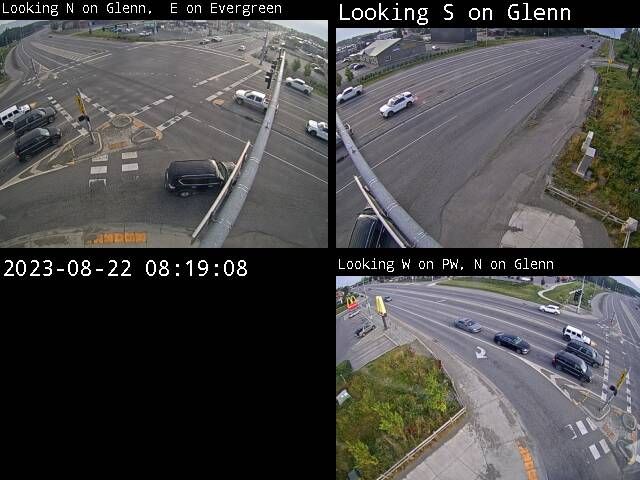 Looking N on Glenn,  E on Evergreen
Looking S on Glenn
2023-08-22 08:19:08
Looking W on PW, N on Glenn